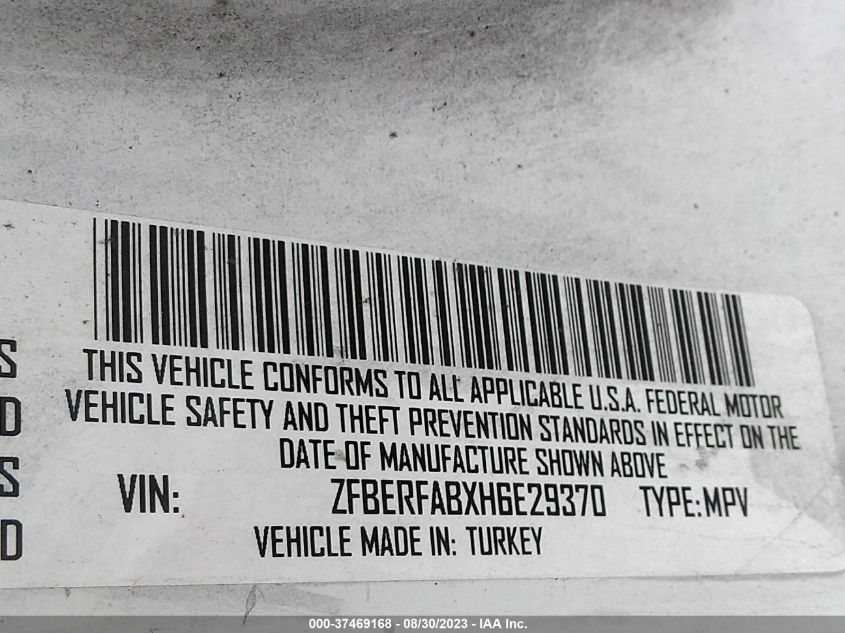 THIS VEHICLE CONFORMS TO ALL APPLICABLE U.S.A. FEDERAL MOTOR
VEHICLE SAFETY AND THEFT PREVENTION STANDARDS IN EFFECT ON THE
DATE OF MANUFACTURE SHOWN ABOVE
VIN: ZFBERFABXH6E29370 TYPE:MPV
VEHICLE MADE IN: TURKEY
S
D
S
D
000-37469168 - 08/30/2023 - IAA Inc.